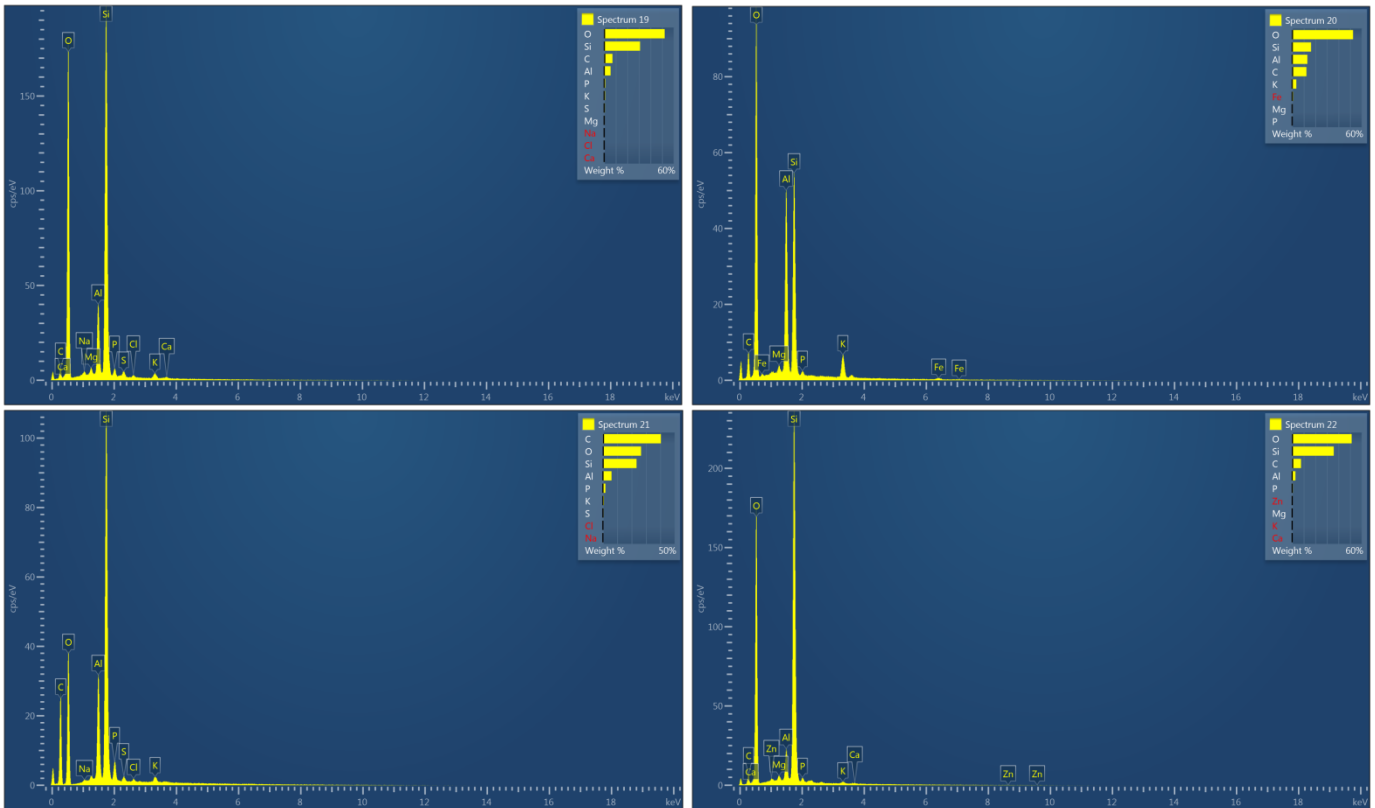 Spectrum 19
O
Si
C
Al
P
K
S
Mg
Na
Cl
Ca
Weight % 60%
cps/eV
150
100
50
0
Si
O
Al
C
Ca
Na
Mg
P
S
Cl
K
Ca
0 2 4 6 8 10 12 14 16 18 keV
Spectrum 20
O
Si
Al
C
K
Fe
Mg
P
Weight % 60%
cps/eV
80
60
40
20
0
O
Si
Al
C
Fe
Mg
P
K
Fe
Fe
0 2 4 6 8 10 12 14 16 18 keV
Spectrum 21
C
O
Si
Al
P
K
S
Cl
Na
Weight % 50%
cps/eV
100
80
60
40
20
0
Si
O
Al
C
P
S
Na
Cl
K
0 2 4 6 8 10 12 14 16 18 keV
Spectrum 22
O
Si
C
Al
P
Zn
Mg
K
Ca
Weight % 60%
cps/eV
200
150
100
50
0
Si
O
Al
C
Ca
Zn
Mg
P
K
Ca
Zn
Zn
0 2 4 6 8 10 12 14 16 18 keV